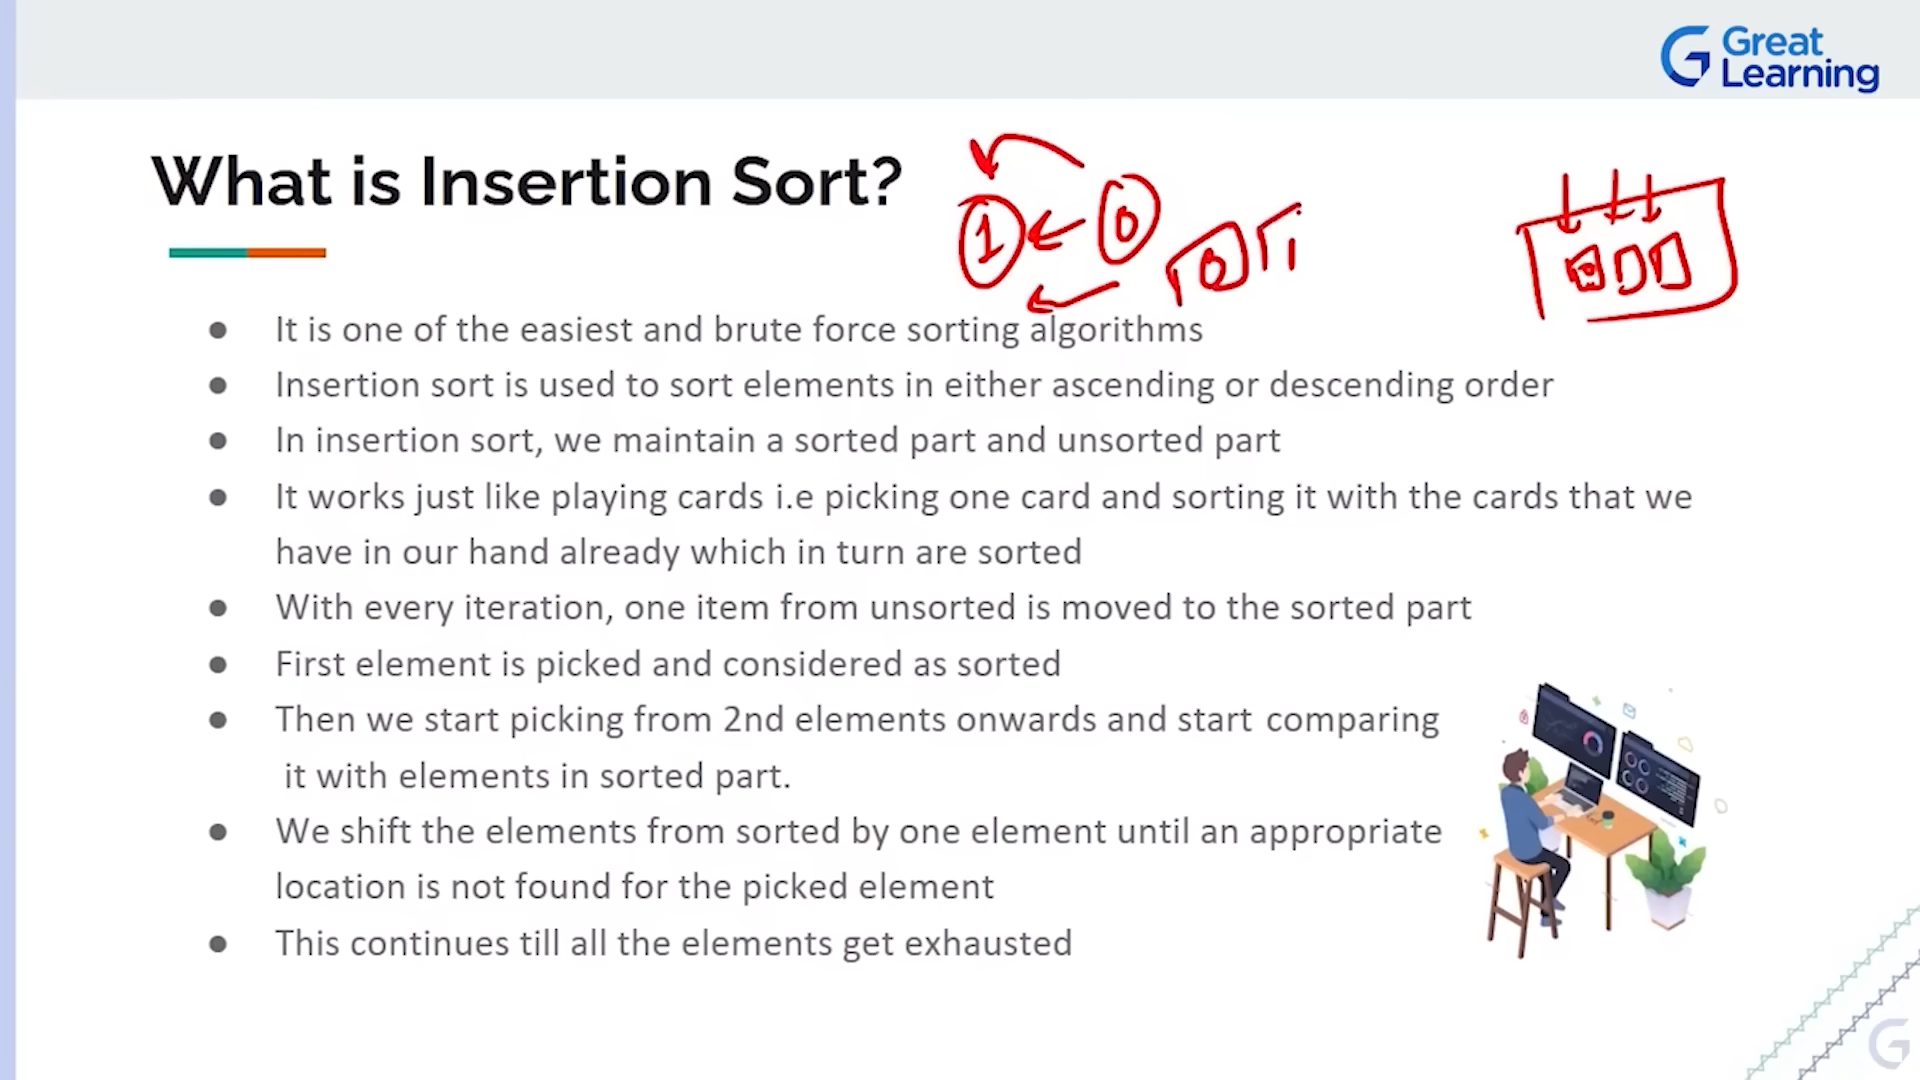 Great
Learning
What is Insertion Sort?
1 0
0 1
● It is one of the easiest and brute force sorting algorithms
● Insertion sort is used to sort elements in either ascending or descending order
● In insertion sort, we maintain a sorted part and unsorted part
● It works just like playing cards i.e picking one card and sorting it with the cards that we
have in our hand already which in turn are sorted
● With every iteration, one item from unsorted is moved to the sorted part
● First element is picked and considered as sorted
● Then we start picking from 2nd elements onwards and start comparing
it with elements in sorted part.
● We shift the elements from sorted by one element until an appropriate
location is not found for the picked element
● This continues till all the elements get exhausted